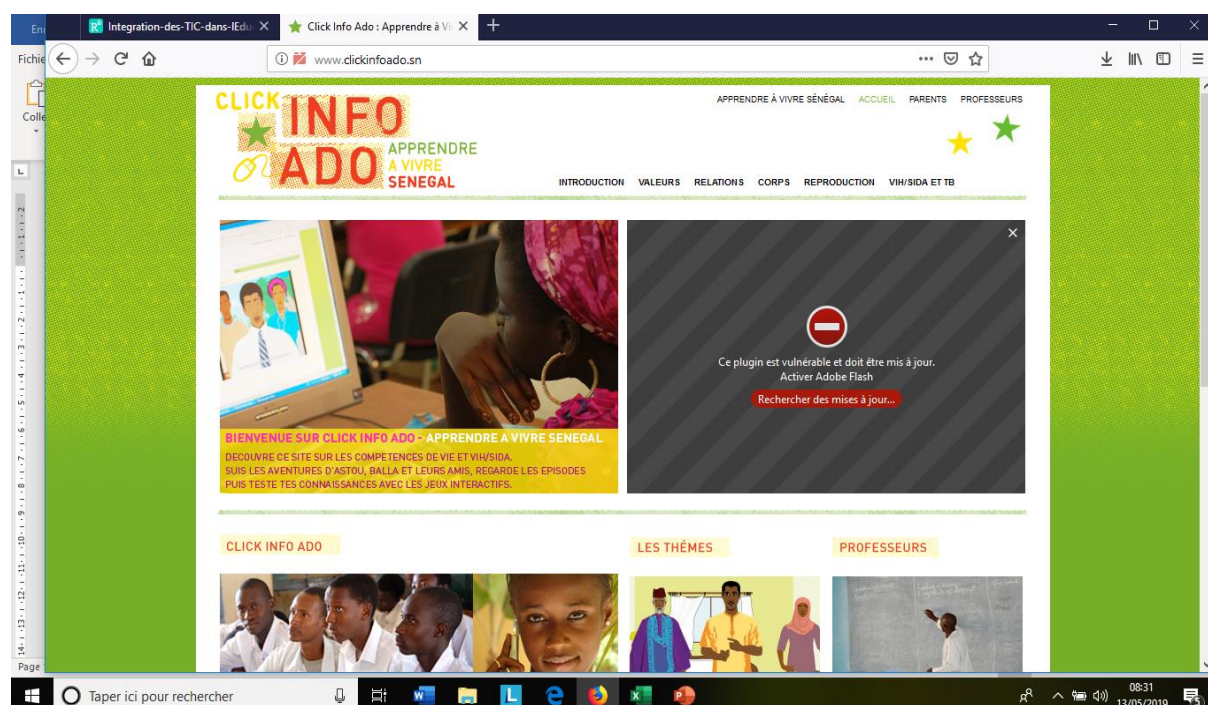 Eni
Integration-des-TIC-dans-lEdu
Click Info Ado : Apprendre à Vi
Fichie
www.clickinfoado.sn
Colle
CLICK
INFO
ADO
APPRENDRE
A VIVRE
SENEGAL
APPRENDRE À VIVRE SÉNÉGAL ACCUEIL PARENTS PROFESSEURS
INTRODUCTION VALEURS RELATIONS CORPS REPRODUCTION VIH/SIDA ET TB
Ce plugin est vulnérable et doit être mis à jour.
Activer Adobe Flash
Rechercher des mises à jour...
BIENVENUE SUR CLICK INFO ADO - APPRENDRE A VIVRE SENEGAL
DECOUVRE CE SITE SUR LES COMPETENCES DE VIE ET VIH/SIDA.
SUIS LES AVENTURES D'ASTOU, BALLA ET LEURS AMIS, REGARDE LES EPISODES
PUIS TESTE TES CONNAISSANCES AVEC LES JEUX INTERACTIFS.
CLICK INFO ADO
LES THÉMES
PROFESSEURS
Page
Taper ici pour rechercher
08:31
13/05/2019